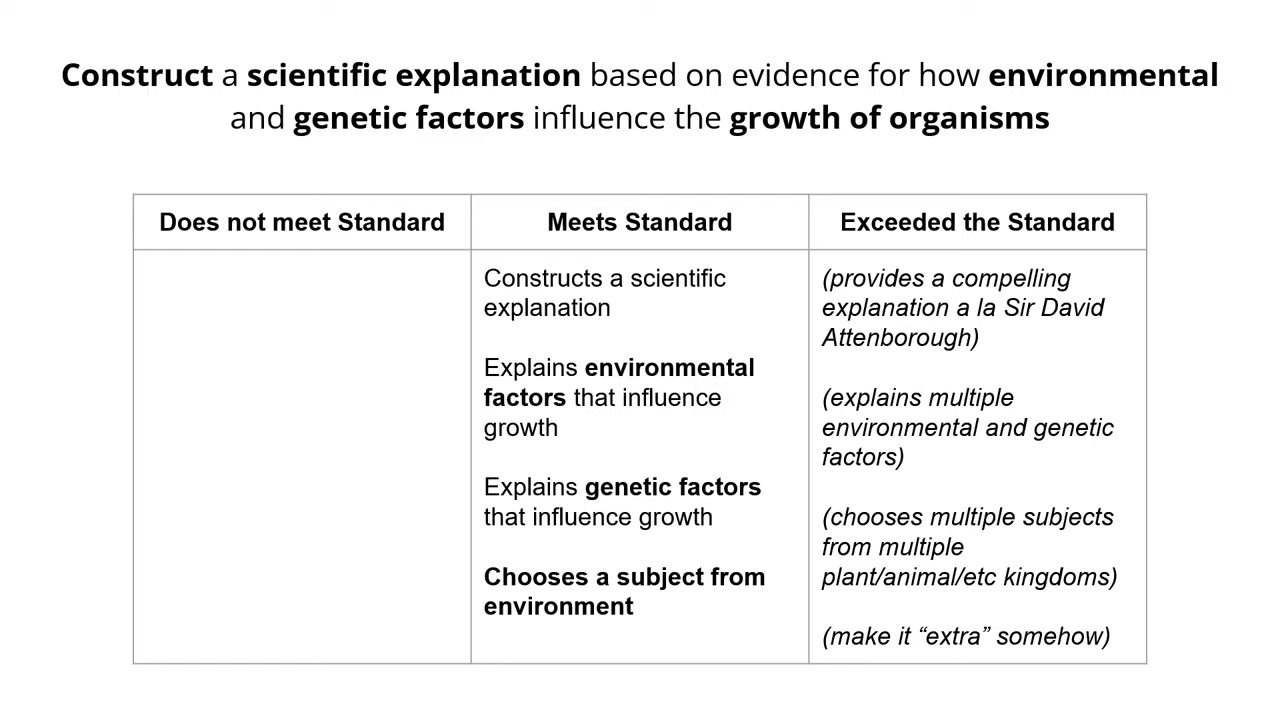 Construct a scientific explanation based on evidence for how environmental
and genetic factors influence the growth of organisms
Does not meet Standard
Meets Standard
Exceeded the Standard
Constructs a scientific
explanation
Explains environmental
factors that influence
growth
Explains genetic factors
that influence growth
Chooses a subject from
environment
(provides a compelling
explanation a la Sir David
Attenborough)
(explains multiple
environmental and genetic
factors)
(chooses multiple subjects
from multiple
plant/animal/etc kingdoms)
(make it “extra” somehow)